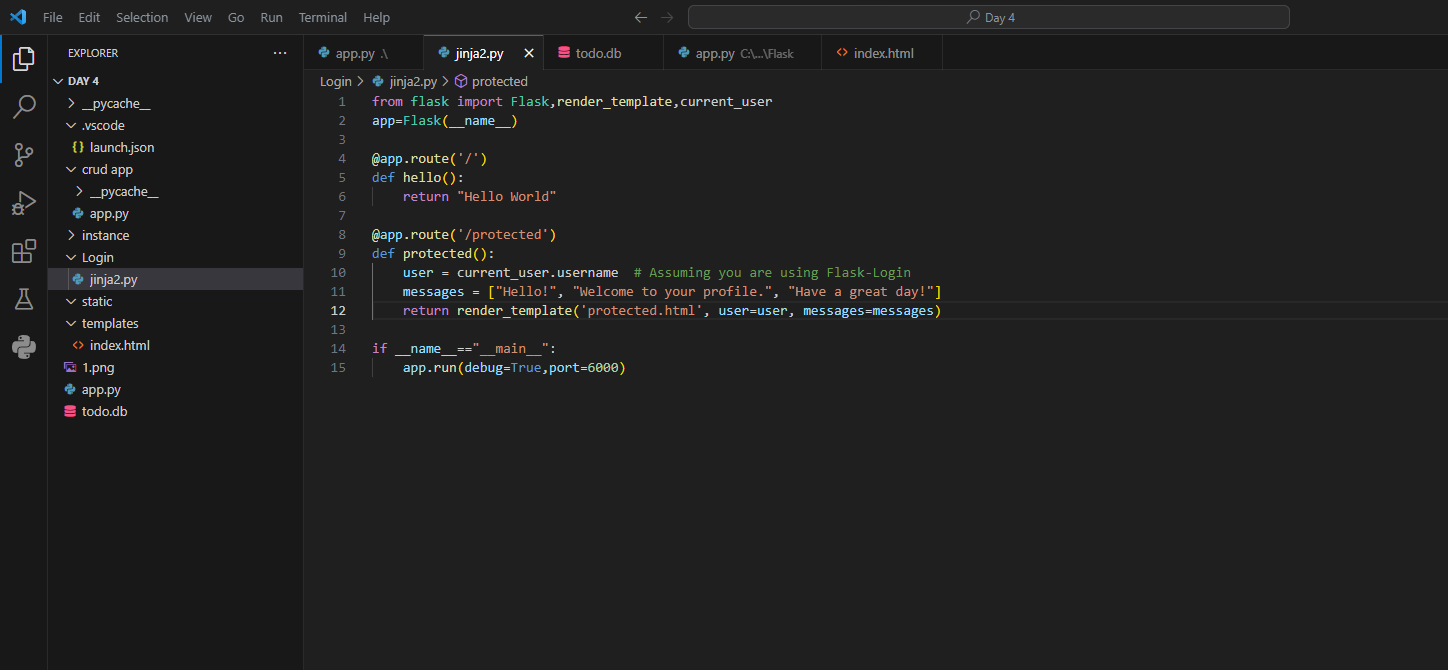 File Edit Selection View Go Run Terminal Help
Day 4
EXPLORER
DAY 4
__pycache__
.vscode
launch.json
crud app
__pycache__
app.py
instance
Login
jinja2.py
static
templates
index.html
1.png
app.py
todo.db
app.py .\ jinja2.py todo.db app.py C:\...\Flask index.html
Login > jinja2.py > protected
1 from flask import Flask,render_template,current_user
2 app=Flask(__name__)
3
4 @app.route('/')
5 def hello():
6     return "Hello World"
7
8 @app.route('/protected')
9 def protected():
10     user = current_user.username  # Assuming you are using Flask-Login
11     messages = ["Hello!", "Welcome to your profile.", "Have a great day!"]
12     return render_template('protected.html', user=user, messages=messages)
13
14 if __name__=="__main__":
15     app.run(debug=True,port=6000)